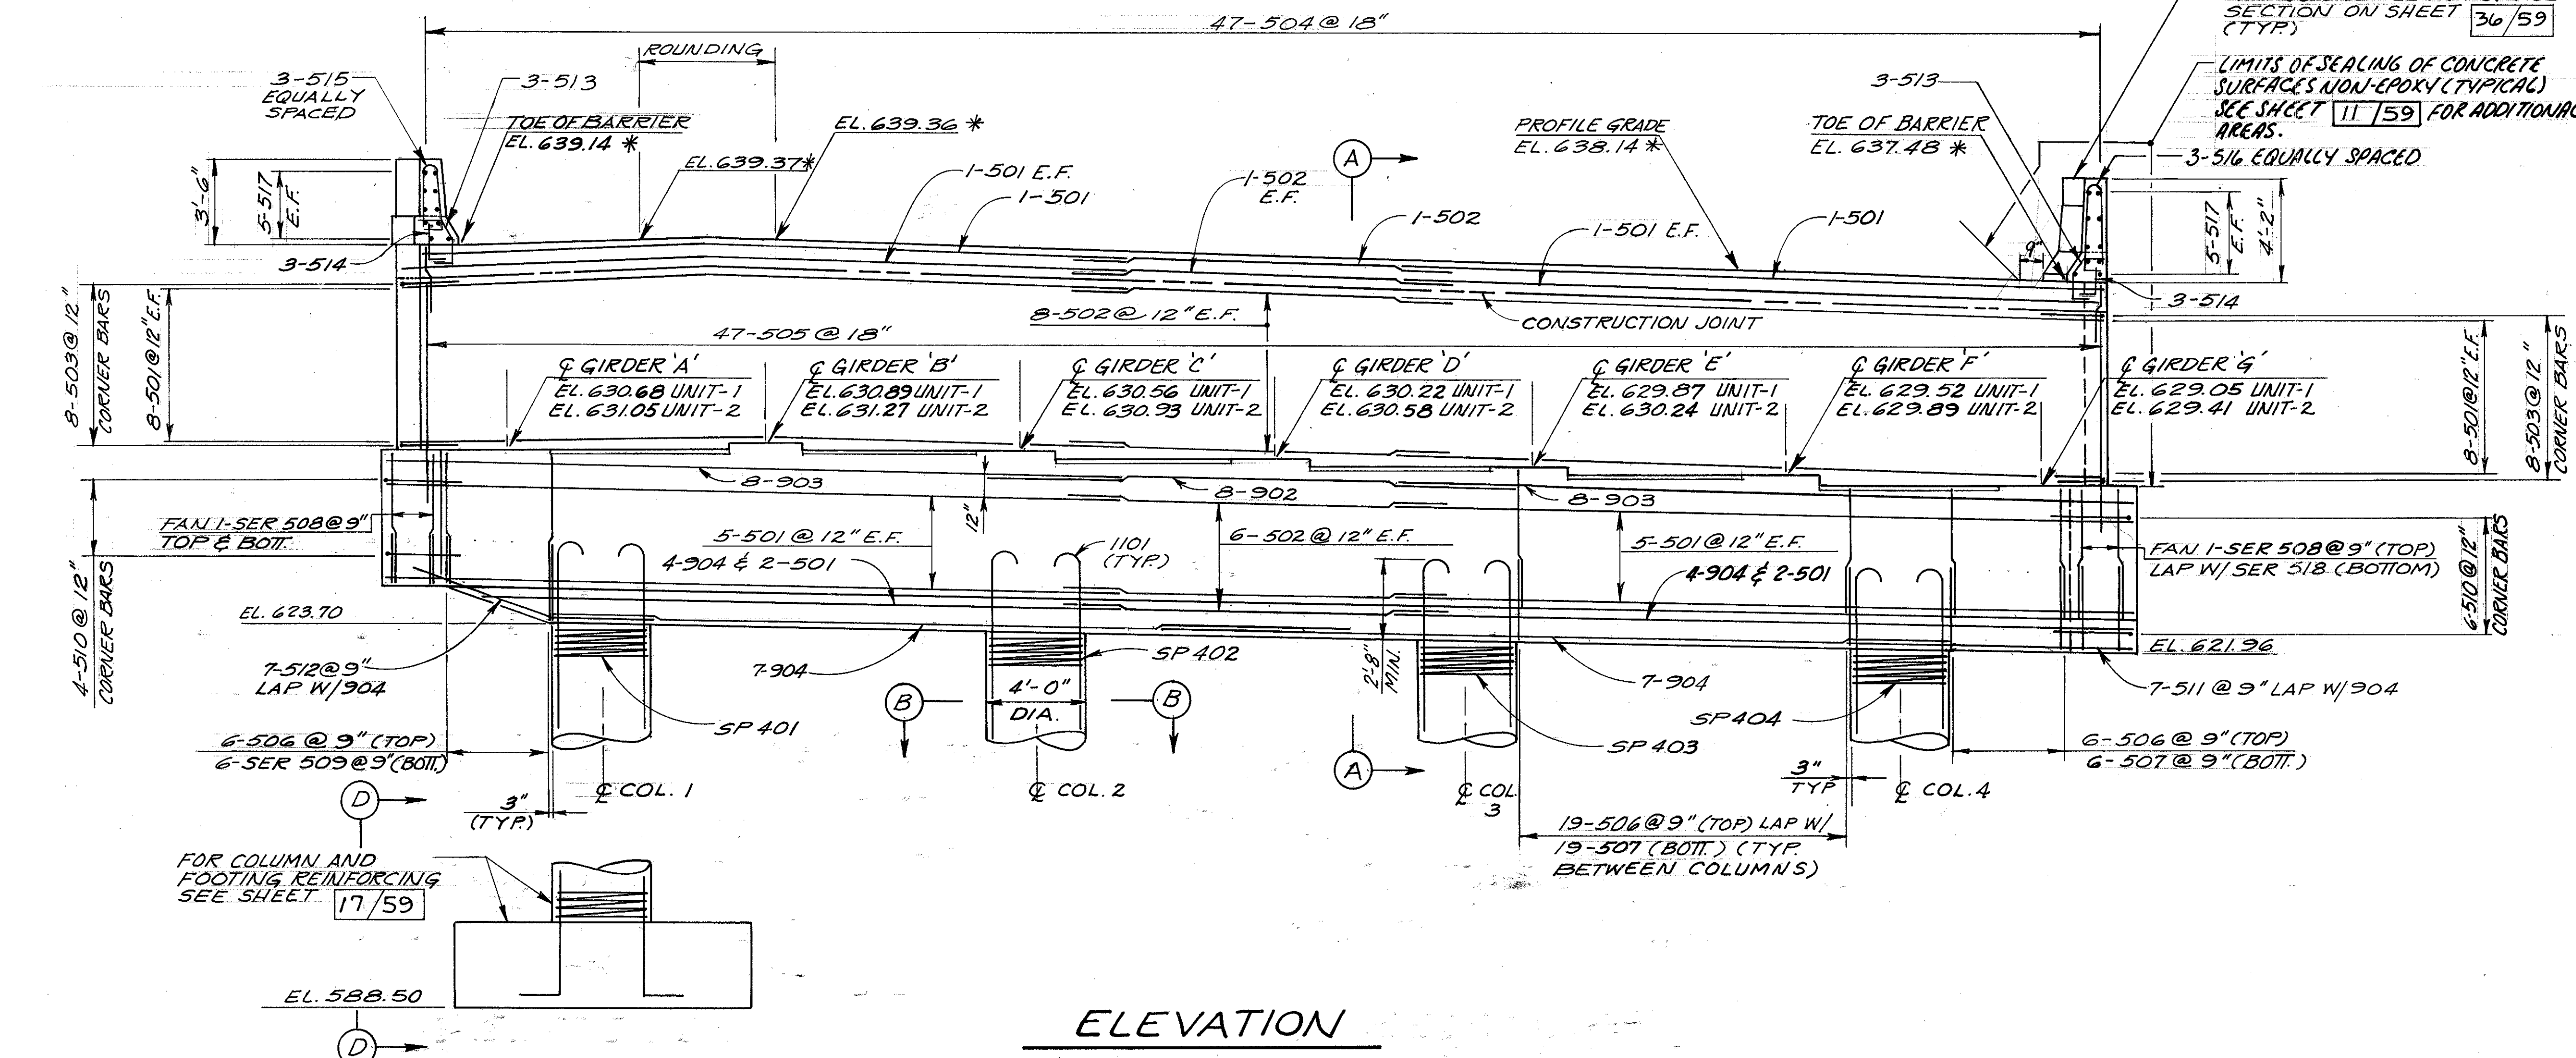 47-504 @ 18"
SECTION ON SHEET 36/59
(TYP.)
ROUNDING
3-515
EQUALLY
SPACED
3-513
TOE OF BARRIER
EL. 639.14 *
EL. 639.37*
EL. 639.36 *
1-501 E.F.
1-501
1-502
E.F.
1-502
1-501 E.F.
1-501
A
PROFILE GRADE
EL. 638.14 *
TOE OF BARRIER
EL. 637.48 *
3-513
LIMITS OF SEALING OF CONCRETE
SURFACES NON-EPOXY (TYPICAL)
SEE SHEET 11/59 FOR ADDITIONAL
AREAS.
3-516 EQUALLY SPACED
3'-6"
5-517
E.F.
3-514
9"
5-517
E.F.
4'-2"
3-514
8-503@ 12"
CORNER BARS
8-501@12"E.F.
8-502@ 12"E.F.
CONSTRUCTION JOINT
47-505 @ 18"
8-501@12"E.F.
8-503@ 12"
CORNER BARS
℄ GIRDER 'A'
EL. 630.68 UNIT-1
EL. 631.05 UNIT-2
℄ GIRDER 'B'
EL. 630.89 UNIT-1
EL. 631.27 UNIT-2
℄ GIRDER 'C'
EL. 630.56 UNIT-1
EL. 630.93 UNIT-2
℄ GIRDER 'D'
EL. 630.22 UNIT-1
EL. 630.58 UNIT-2
℄ GIRDER 'E'
EL. 629.87 UNIT-1
EL. 630.24 UNIT-2
℄ GIRDER 'F'
EL. 629.52 UNIT-1
EL. 629.89 UNIT-2
℄ GIRDER 'G'
EL. 629.05 UNIT-1
EL. 629.41 UNIT-2
8-903
12"
8-902
8-903
FAN 1-SER 508@9"
TOP & BOTT.
5-501 @ 12" E.F.
4-904 & 2-501
1101
(TYP.)
6-502 @ 12" E.F.
5-501 @ 12" E.F.
4-904 & 2-501
FAN 1-SER 508@9" (TOP)
LAP W/ SER 518 (BOTTOM)
4-510 @ 12"
CORNER BARS
6-510@12"
CORNER BARS
EL. 623.70
EL. 621.96
7-512@9"
LAP W/904
7-904
SP 402
2'-8"
MIN.
7-904
7-511 @ 9" LAP W/904
B
4'-0"
DIA.
B
SP 401
SP 403
SP 404
6-506 @ 9" (TOP)
6-SER 509@9"(BOTT.)
6-506 @ 9" (TOP)
6-507 @ 9" (BOTT.)
A
D
3"
(TYP.)
℄ COL. 1
℄ COL. 2
℄ COL.
3
3"
TYP
℄ COL. 4
19-506@9" (TOP) LAP W/
19-507 (BOTT.) (TYP.
BETWEEN COLUMNS)
FOR COLUMN AND
FOOTING REINFORCING
SEE SHEET 17/59
EL. 588.50
D
ELEVATION